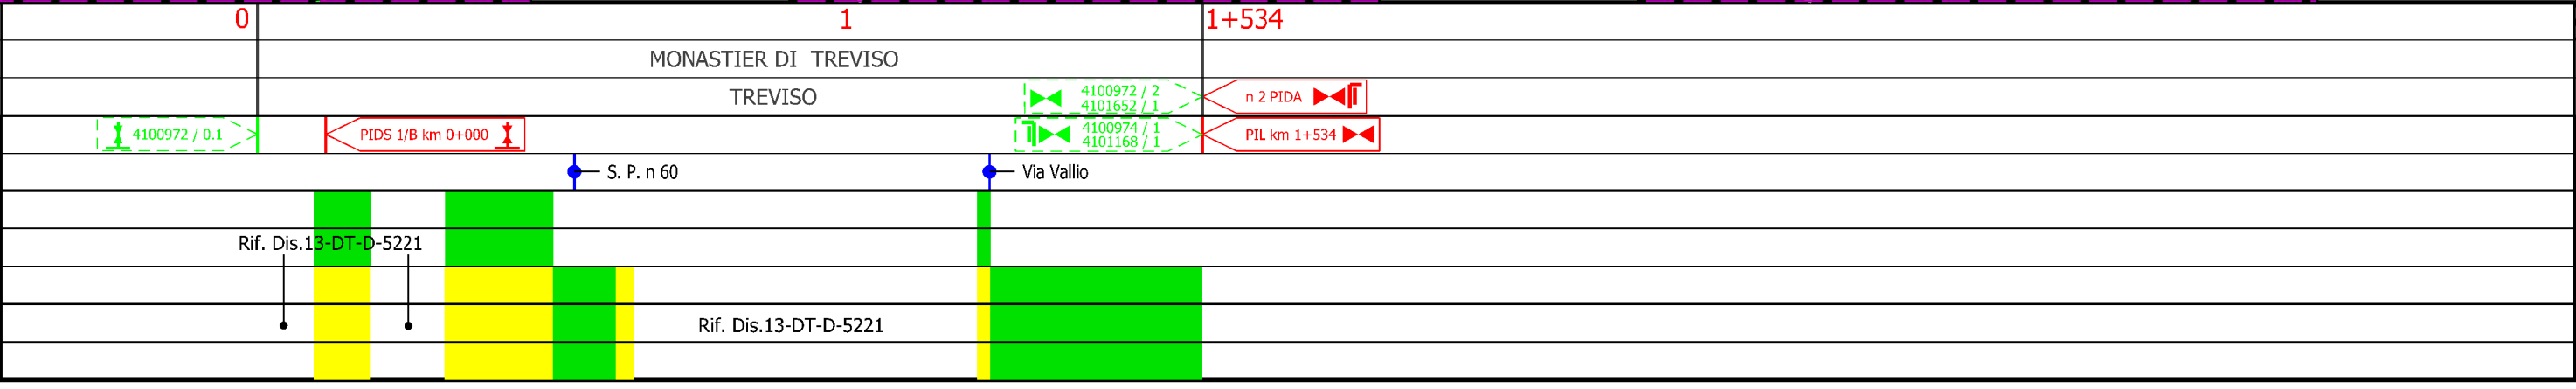 0 1 1+534
MONASTIER DI TREVISO
TREVISO
4100972 / 2
4101652 / 1
n 2 PIDA
4100972 / 0.1
PIDS 1/B km 0+000
4100974 / 1
4101168 / 1
PIL km 1+534
S. P. n 60
Via Vallio
Rif. Dis.13-DT-D-5221
Rif. Dis.13-DT-D-5221